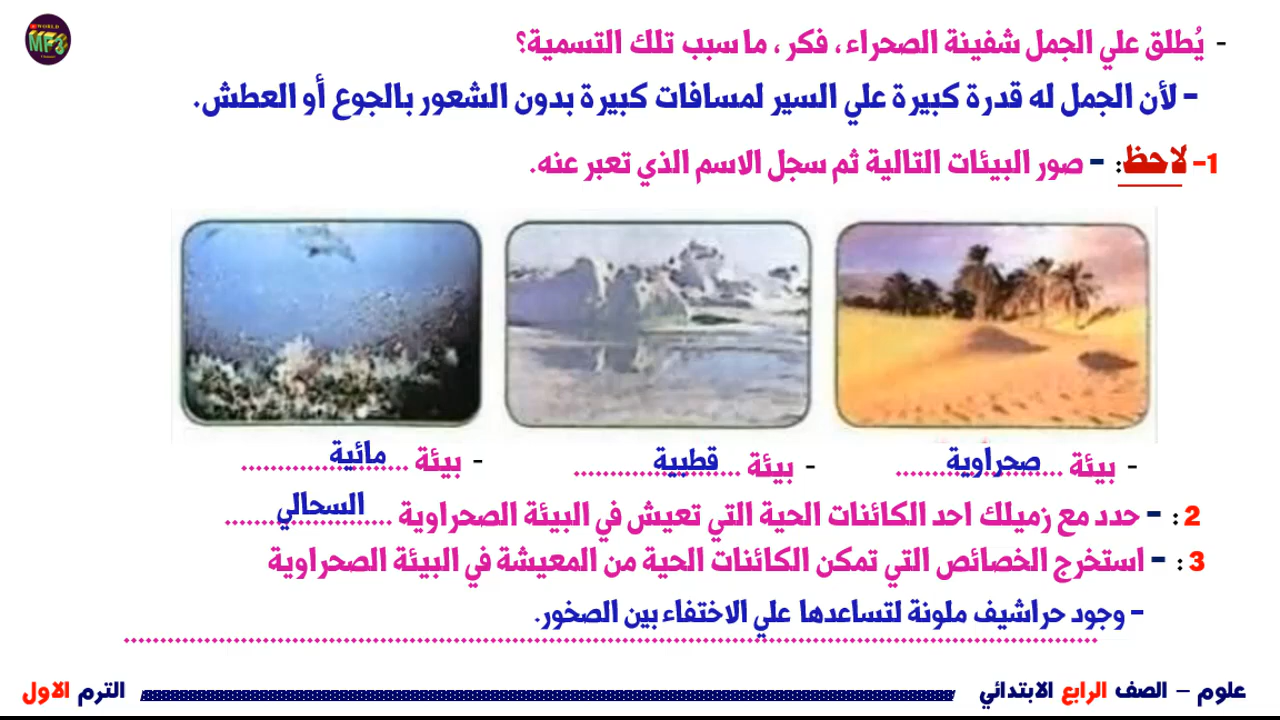 WORLD
MF3
- يُطلق علي الجمل شفينة الصحراء، فكر ، ما سبب تلك التسمية؟
- لأن الجمل له قدرة كبيرة علي السير لمسافات كبيرة بدون الشعور بالجوع أو العطش.
1- لاحظ: - صور البيئات التالية ثم سجل الاسم الذي تعبر عنه.
- بيئة صحراوية - بيئة قطبية - بيئة مائية
2 : - حدد مع زميلك احد الكائنات الحية التي تعيش في البيئة الصحراوية السحالي
3 : - استخرج الخصائص التي تمكن الكائنات الحية من المعيشة في البيئة الصحراوية
- وجود حراشيف ملونة لتساعدها علي الاختفاء بين الصخور.
علوم – الصف الرابع الابتدائي الترم الاول